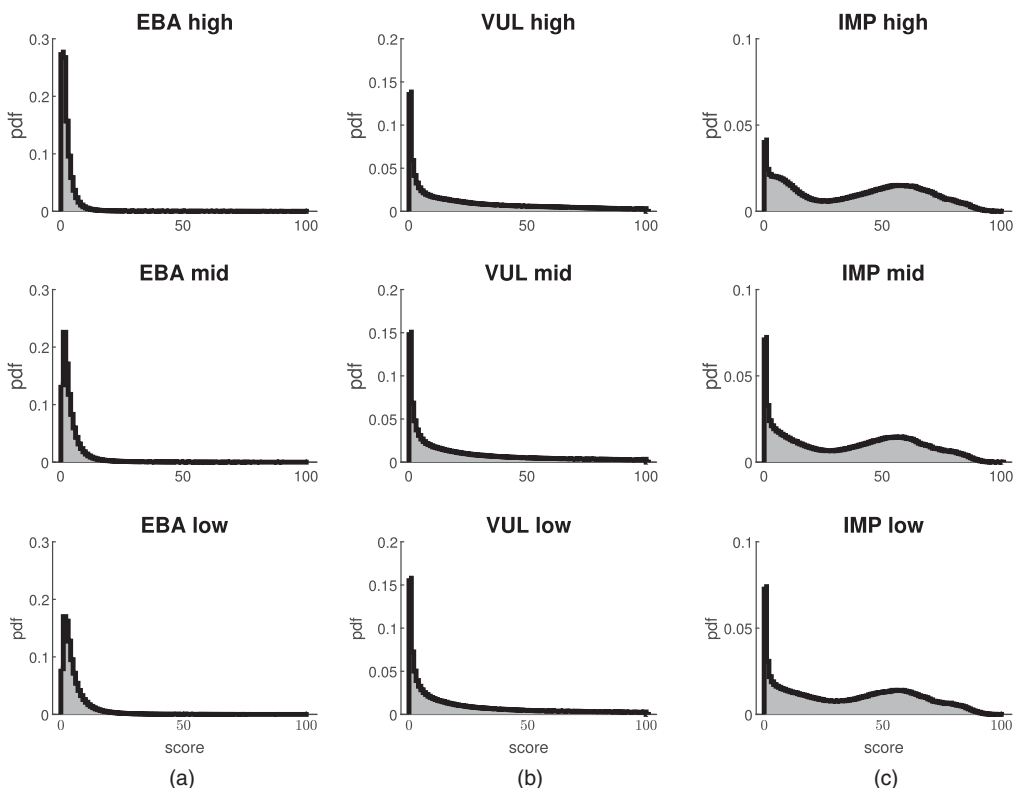 EBA high
VUL high
IMP high
0.3
0.2
0.1
0
pdf
0
50
100
0.2
0.15
0.1
0.05
0
pdf
0
50
100
0.1
0.05
0
pdf
0
50
100
EBA mid
VUL mid
IMP mid
0.3
0.2
0.1
0
pdf
0
50
100
0.2
0.15
0.1
0.05
0
pdf
0
50
100
0.1
0.05
0
pdf
0
50
100
EBA low
VUL low
IMP low
0.3
0.2
0.1
0
pdf
0
50
100
score
(a)
0.2
0.15
0.1
0.05
0
pdf
0
50
100
score
(b)
0.1
0.05
0
pdf
0
50
100
score
(c)